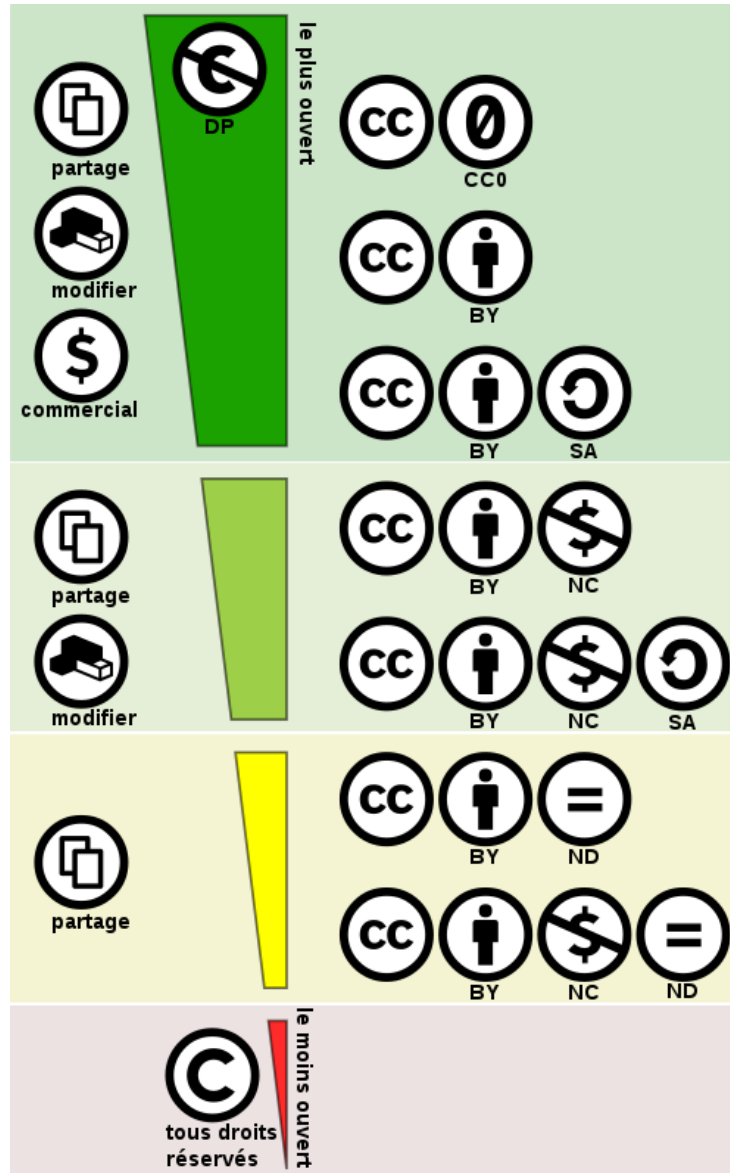 le plus ouvert
DP
partage
modifier
commercial
cc
CC0
cc
BY
cc
BY
SA
partage
modifier
cc
BY
NC
cc
BY
NC
SA
partage
cc
BY
ND
cc
BY
NC
ND
le moins ouvert
tous droits
réservés